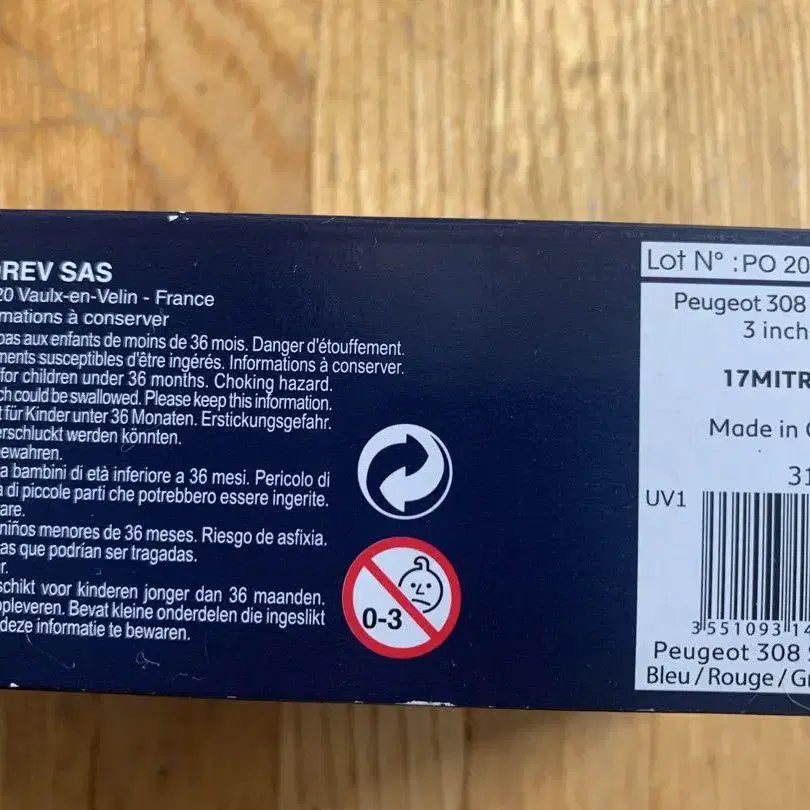 OREV SAS
20 Vaulx-en-Velin - France
mations à conserver
pas aux enfants de moins de 36 mois. Danger d'étouffement.
ments susceptibles d'être ingérés. Informations à conserver.
for children under 36 months. Choking hazard.
ch could be swallowed. Please keep this information.
t für Kinder unter 36 Monaten. Erstickungsgefahr.
erschluckt werden könnten.
ewahren.
a bambini di età inferiore a 36 mesi. Pericolo di
a di piccole parti che potrebbero essere ingerite.
are.
niños menores de 36 meses. Riesgo de asfixia.
as que podrían ser tragadas.
r.
schikt voor kinderen jonger dan 36 maanden.
opleveren. Bevat kleine onderdelen die ingeslikt
deze informatie te bewaren.
0-3
Lot N° :PO 20
Peugeot 308
3 inch
17MITR
Made in
31
UV1
3 551093 14
Peugeot 308
Bleu / Rouge / Gr